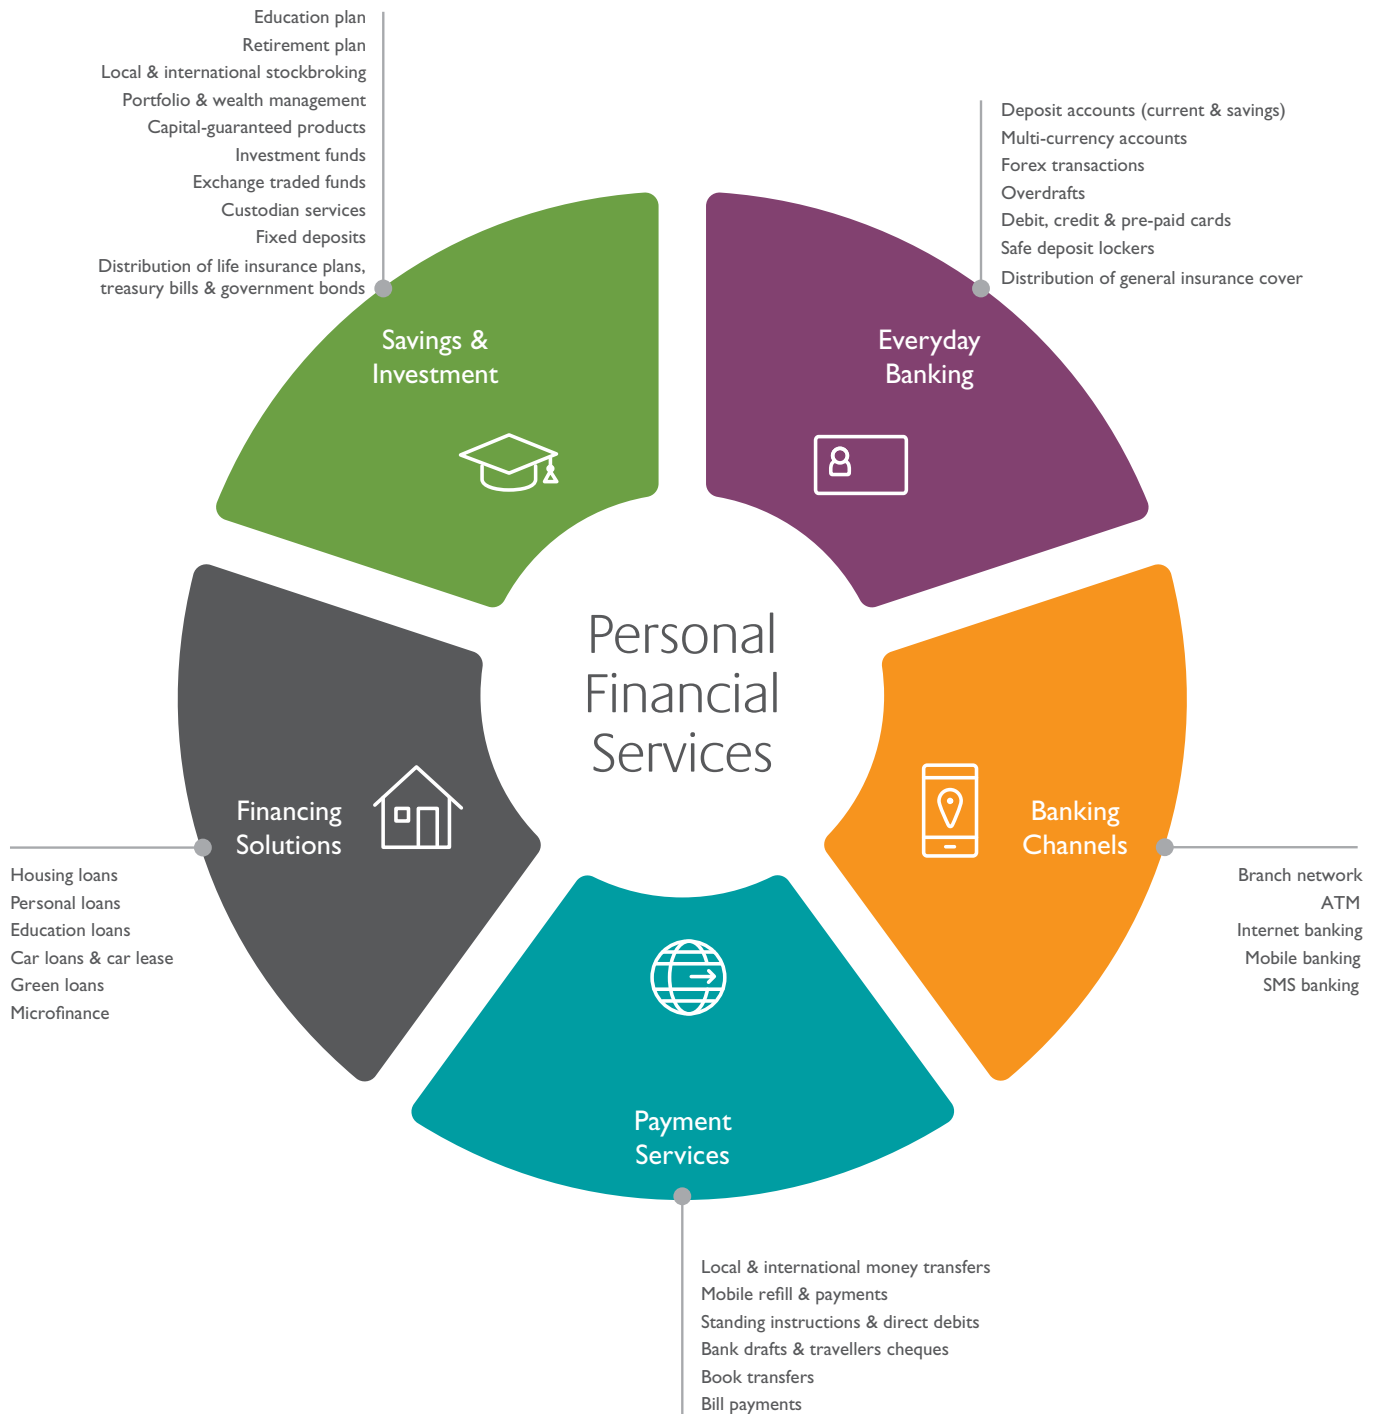 Education plan
Retirement plan
Local & international stockbroking
Portfolio & wealth management
Capital-guaranteed products
Investment funds
Exchange traded funds
Custodian services
Fixed deposits
Distribution of life insurance plans,
treasury bills & government bonds
Deposit accounts (current & savings)
Multi-currency accounts
Forex transactions
Overdrafts
Debit, credit & pre-paid cards
Safe deposit lockers
Distribution of general insurance cover
Savings &
Investment
Everyday
Banking
Personal
Financial
Services
Financing
Solutions
Banking
Channels
Housing loans
Personal loans
Education loans
Car loans & car lease
Green loans
Microfinance
Branch network
ATM
Internet banking
Mobile banking
SMS banking
Payment
Services
Local & international money transfers
Mobile refill & payments
Standing instructions & direct debits
Bank drafts & travellers cheques
Book transfers
Bill payments